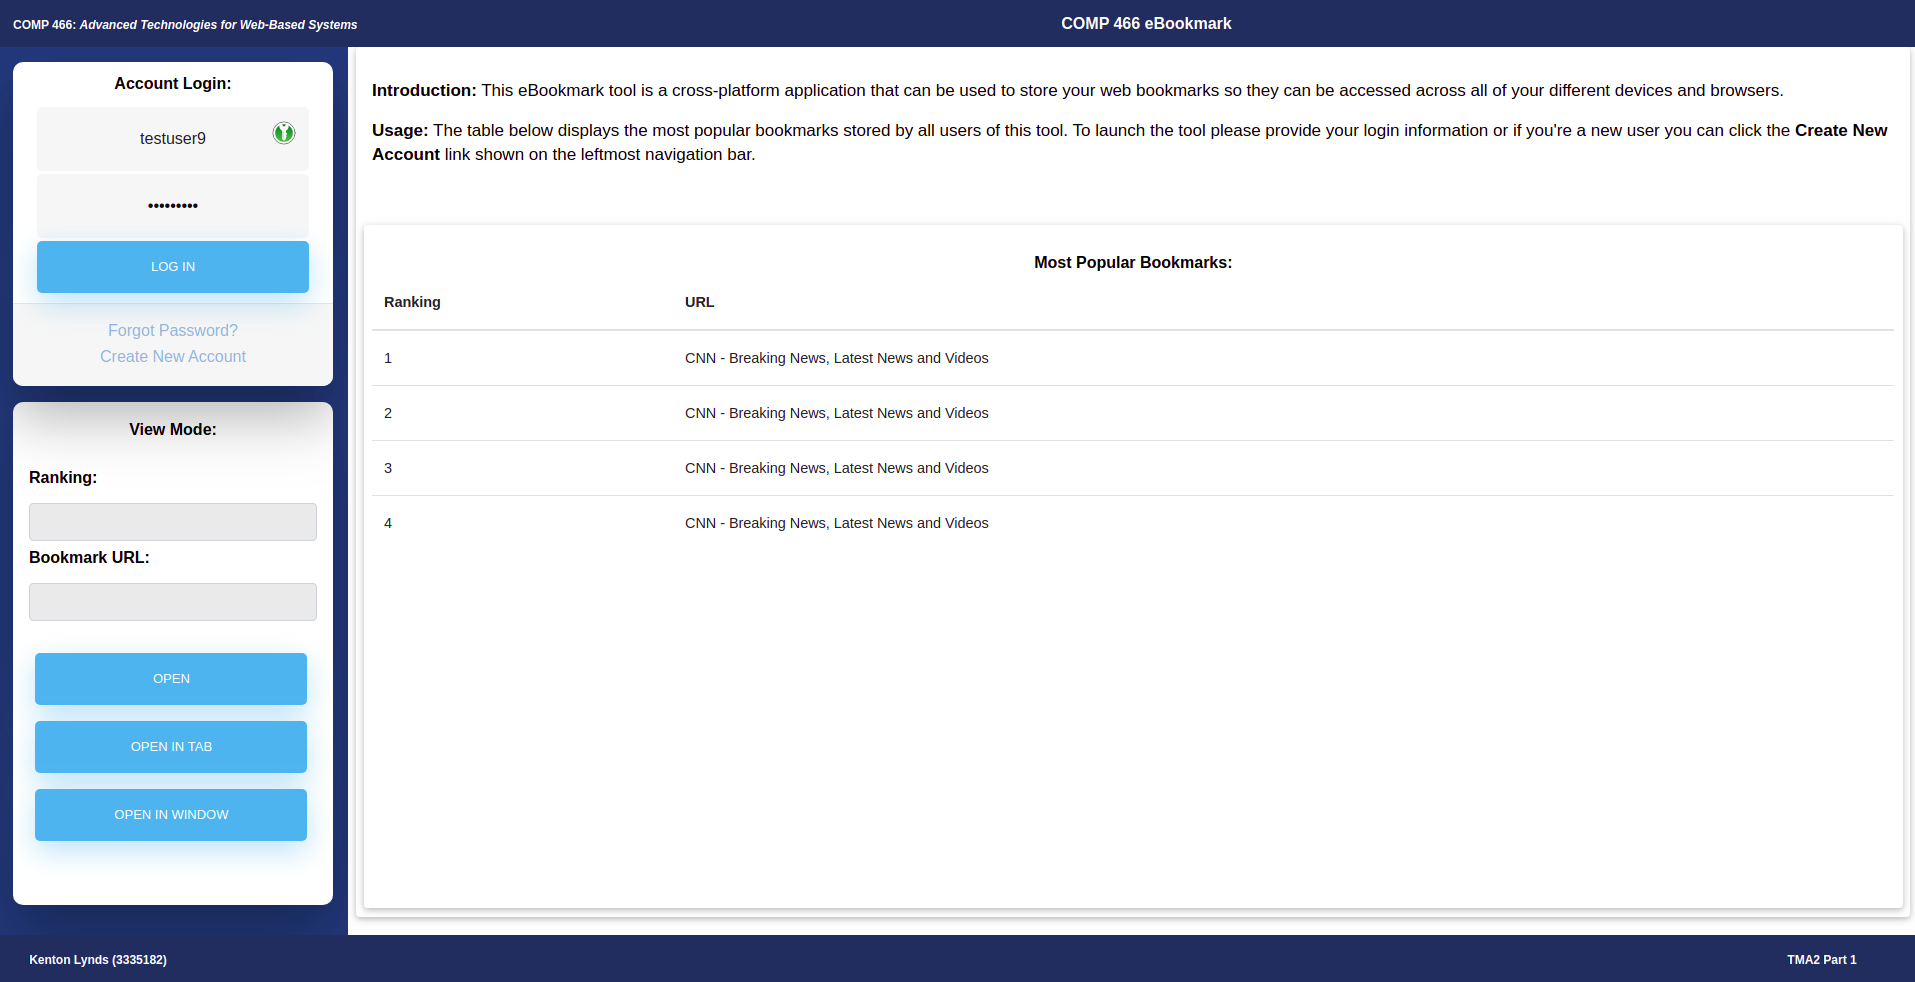 COMP 466: Advanced Technologies for Web-Based Systems
COMP 466 eBookmark
Account Login:
testuser9
•••••••••
LOG IN
Forgot Password?
Create New Account
View Mode:
Ranking:
Bookmark URL:
OPEN
OPEN IN TAB
OPEN IN WINDOW
Introduction: This eBookmark tool is a cross-platform application that can be used to store your web bookmarks so they can be accessed across all of your different devices and browsers.
Usage: The table below displays the most popular bookmarks stored by all users of this tool. To launch the tool please provide your login information or if you're a new user you can click the Create New
Account link shown on the leftmost navigation bar.
Most Popular Bookmarks:
Ranking URL
1 CNN - Breaking News, Latest News and Videos
2 CNN - Breaking News, Latest News and Videos
3 CNN - Breaking News, Latest News and Videos
4 CNN - Breaking News, Latest News and Videos
Kenton Lynds (3335182)
TMA2 Part 1